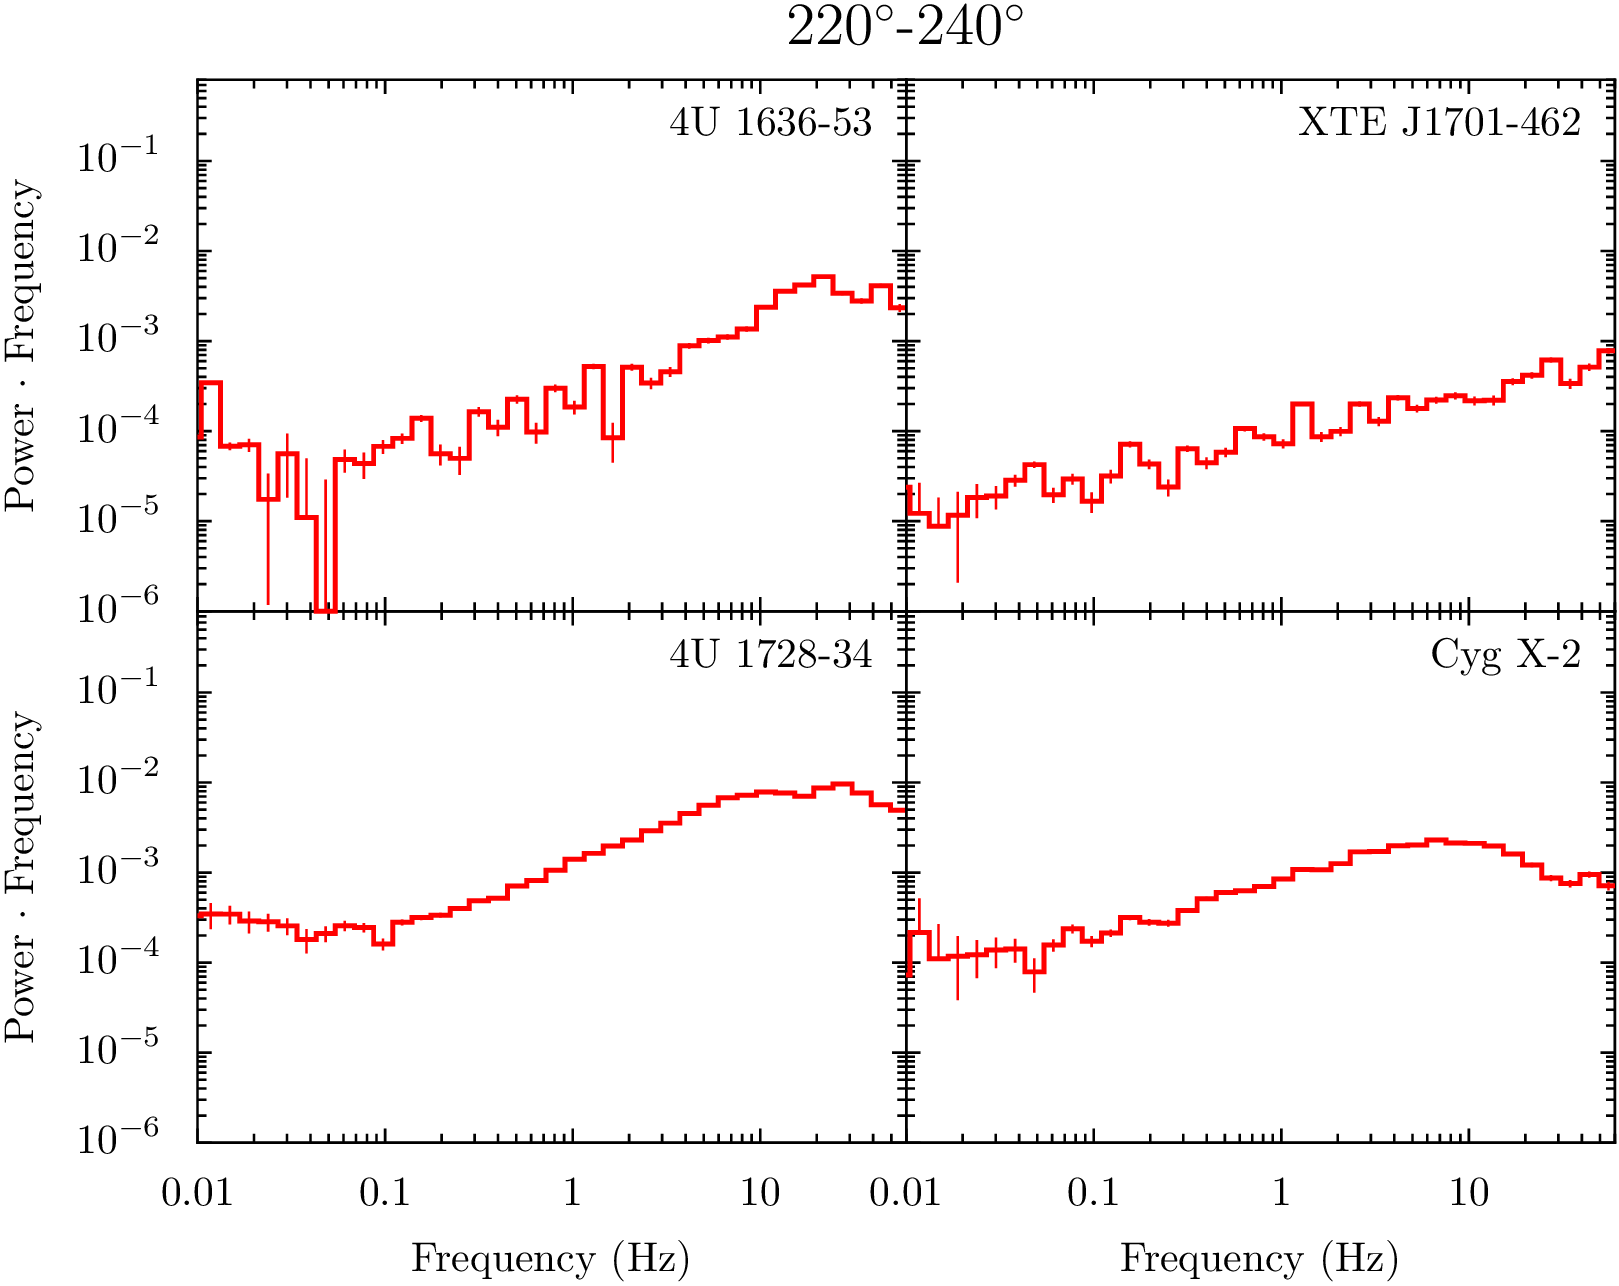 220°-240°
4U 1636-53
XTE J1701-462
Power · Frequency
10⁻¹
10⁻²
10⁻³
10⁻⁴
10⁻⁵
10⁻⁶
4U 1728-34
Cyg X-2
Power · Frequency
10⁻¹
10⁻²
10⁻³
10⁻⁴
10⁻⁵
10⁻⁶
0.01 0.1 1 10 0.01 0.1 1 10
Frequency (Hz) Frequency (Hz)